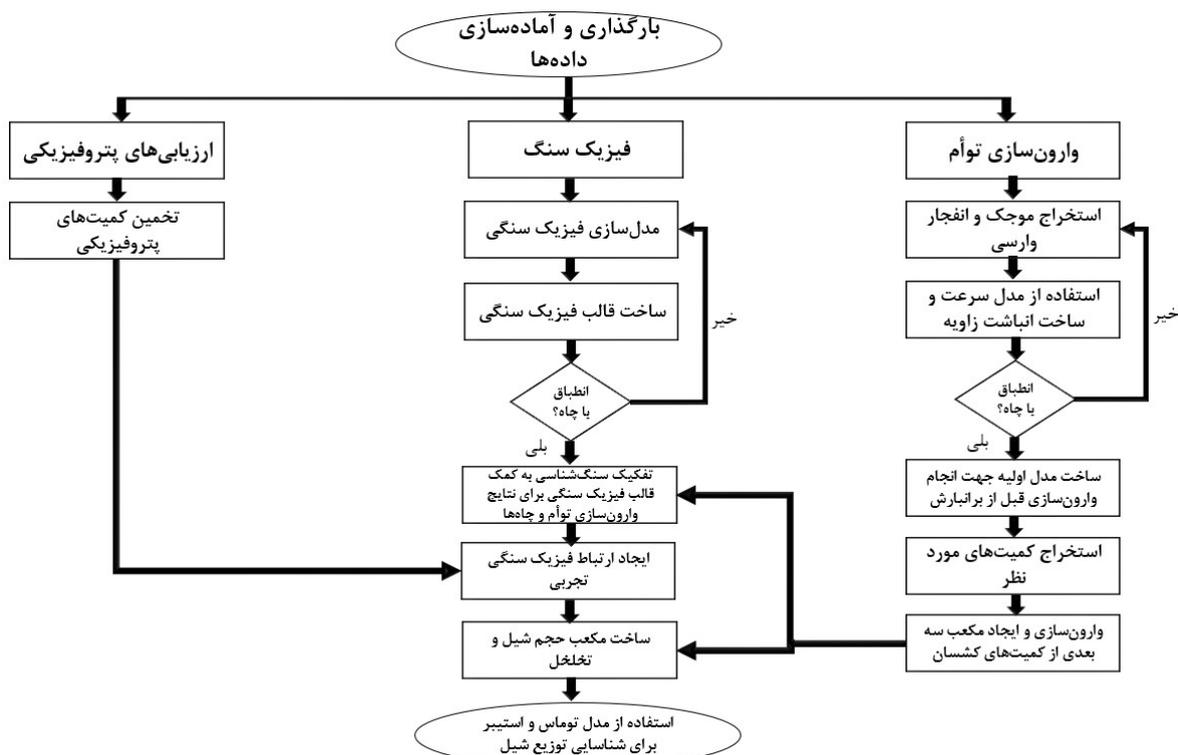 بارگذاری و آماده‌سازی
داده‌ها
وارون‌سازی توأم
فیزیک سنگ
ارزیابی‌های پتروفیزیکی
استخراج موجک و انفجار
وارسی
مدل‌سازی فیزیک سنگی
تخمین کمیت‌های
پتروفیزیکی
استفاده از مدل سرعت و
ساخت انباشت زاویه
خیر
ساخت قالب فیزیک سنگی
خیر
انطباق
با چاه؟
انطباق
با چاه؟
بلی
بلی
ساخت مدل اولیه جهت انجام
وارون‌سازی قبل از برانبارش
تفکیک سنگ‌شناسی به کمک
قالب فیزیک سنگی برای نتایج
وارون‌سازی توأم و چاه‌ها
استخراج کمیت‌های مورد
نظر
ایجاد ارتباط فیزیک سنگی
تجربی
وارون‌سازی و ایجاد مکعب سه
بعدی از کمیت‌های کشسان
ساخت مکعب حجم شیل و
تخلخل
استفاده از مدل توماس و استیبر
برای شناسایی توزیع شیل